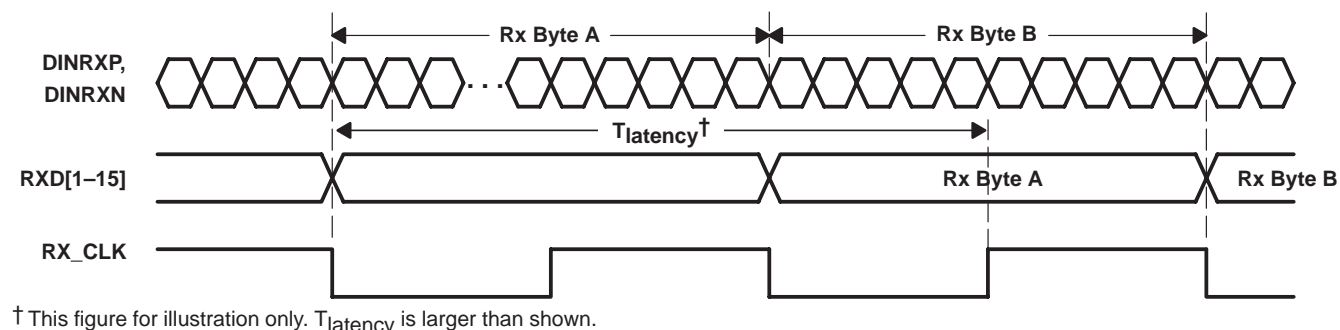 Rx Byte A
Rx Byte B
DINRXP,
DINRXN
. . .
Tlatency†
RXD[1–15]
Rx Byte A
Rx Byte B
RX_CLK
† This figure for illustration only. Tlatency is larger than shown.